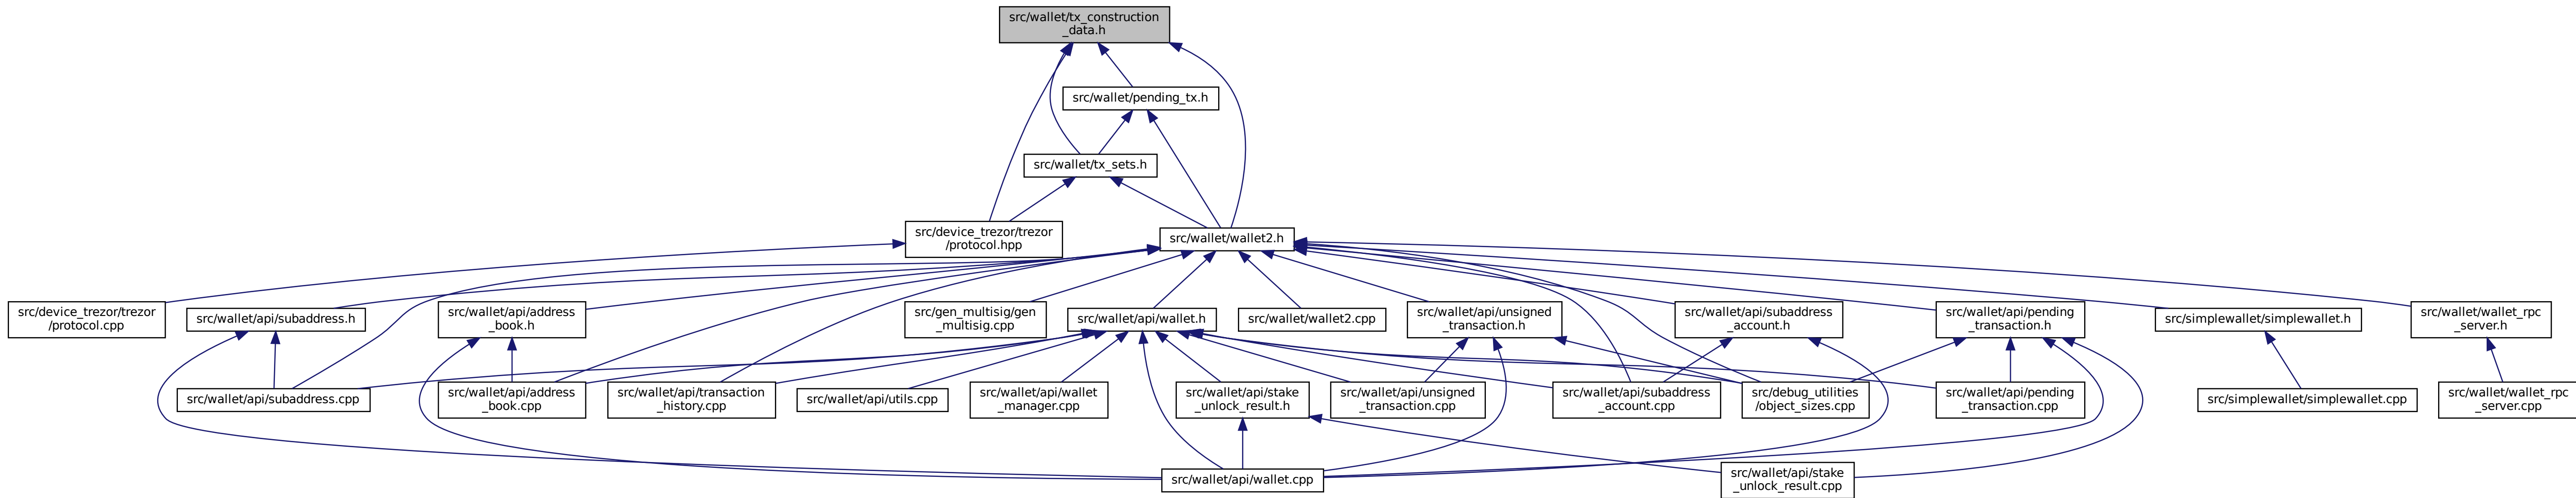 src/wallet/tx_construction
_data.h
src/wallet/pending_tx.h
src/wallet/tx_sets.h
src/device_trezor/trezor
/protocol.hpp
src/wallet/wallet2.h
src/device_trezor/trezor
/protocol.cpp
src/wallet/api/subaddress.h
src/wallet/api/address
_book.h
src/gen_multisig/gen
_multisig.cpp
src/wallet/api/wallet.h
src/wallet/wallet2.cpp
src/wallet/api/unsigned
_transaction.h
src/wallet/api/subaddress
_account.h
src/wallet/api/pending
_transaction.h
src/simplewallet/simplewallet.h
src/wallet/wallet_rpc
_server.h
src/wallet/api/subaddress.cpp
src/wallet/api/address
_book.cpp
src/wallet/api/transaction
_history.cpp
src/wallet/api/utils.cpp
src/wallet/api/wallet
_manager.cpp
src/wallet/api/stake
_unlock_result.h
src/wallet/api/unsigned
_transaction.cpp
src/wallet/api/subaddress
_account.cpp
src/debug_utilities
/object_sizes.cpp
src/wallet/api/pending
_transaction.cpp
src/simplewallet/simplewallet.cpp
src/wallet/wallet_rpc
_server.cpp
src/wallet/api/wallet.cpp
src/wallet/api/stake
_unlock_result.cpp